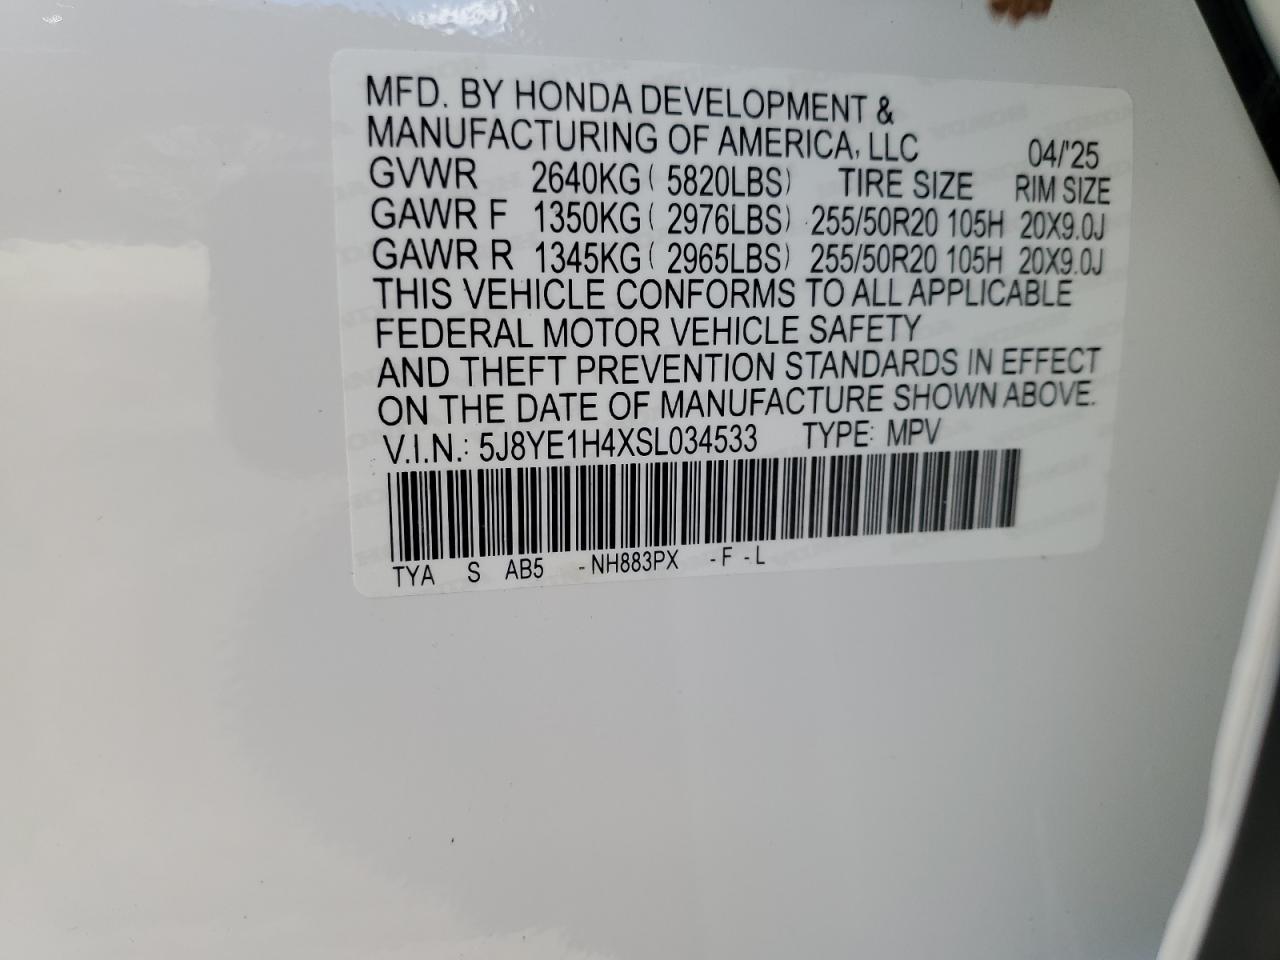 MFD. BY HONDA DEVELOPMENT &
MANUFACTURING OF AMERICA, LLC 04/'25
GVWR 2640KG ( 5820LBS) TIRE SIZE RIM SIZE
GAWR F 1350KG ( 2976LBS) 255/50R20 105H 20X9.0J
GAWR R 1345KG ( 2965LBS) 255/50R20 105H 20X9.0J
THIS VEHICLE CONFORMS TO ALL APPLICABLE
FEDERAL MOTOR VEHICLE SAFETY
AND THEFT PREVENTION STANDARDS IN EFFECT
ON THE DATE OF MANUFACTURE SHOWN ABOVE.
V.I.N.: 5J8YE1H4XSL034533 TYPE: MPV
TYA S AB5 -NH883PX -F -L